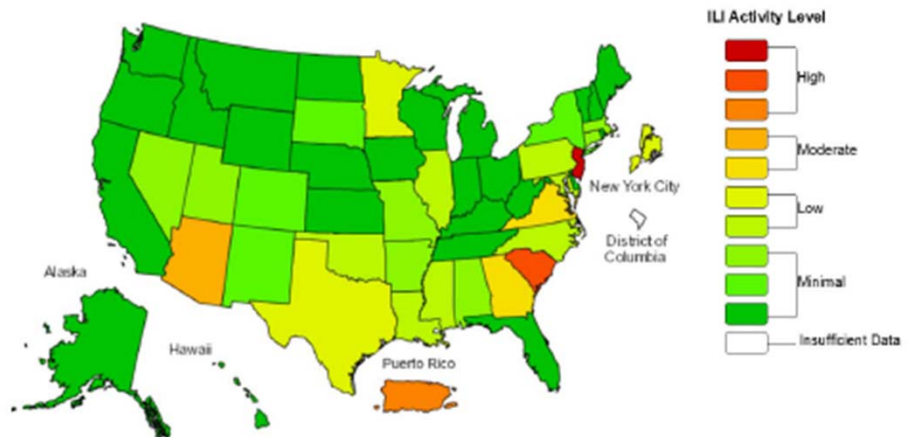 ILI Activity Level
High
Moderate
Low
Minimal
Insufficient Data
New York City
District of
Columbia
Alaska
Hawaii
Puerto Rico